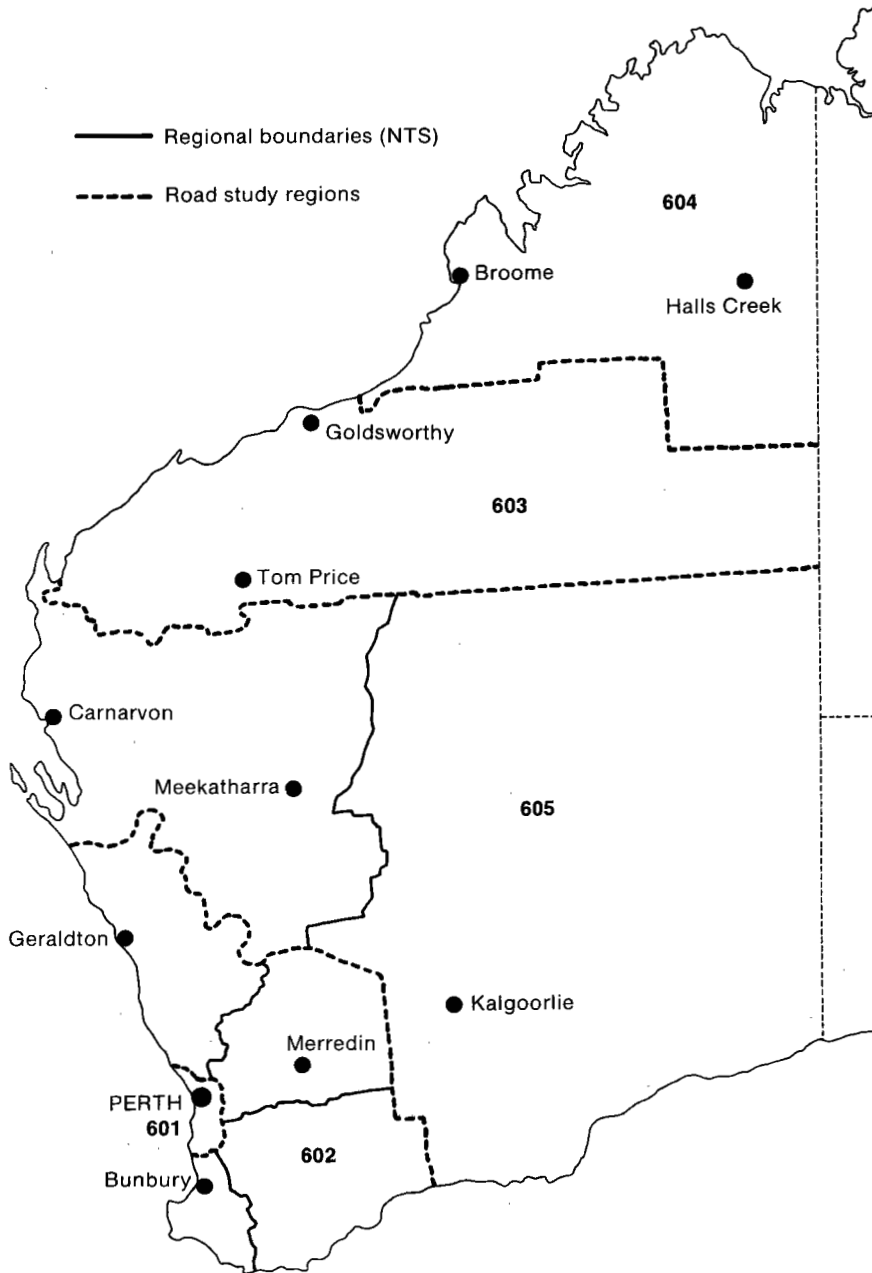 Regional boundaries (NTS)
Road study regions
604
Broome
Halls Creek
Goldsworthy
603
Tom Price
Carnarvon
Meekatharra
605
Geraldton
Kalgoorlie
Merredin
PERTH
601
602
Bunbury